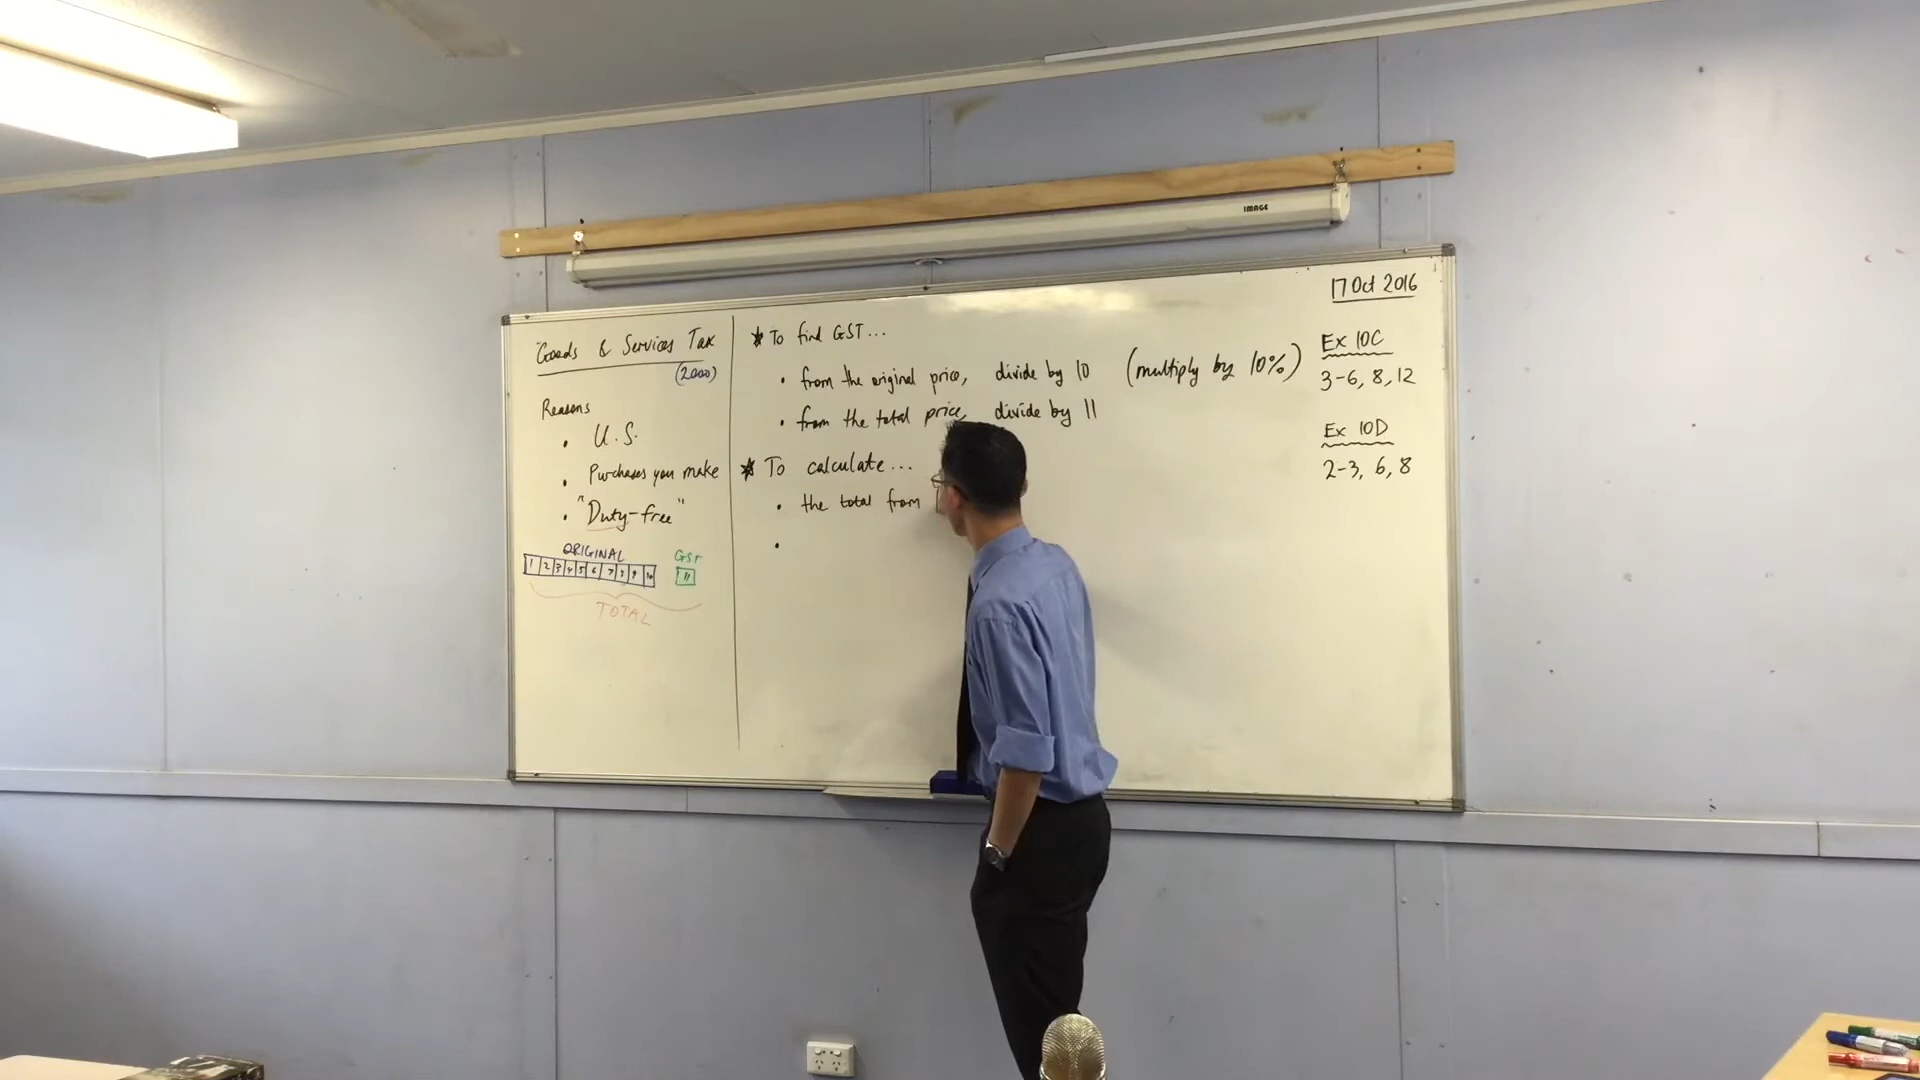 IMAGE
Goods & Services Tax
(2000)
Reasons
• U.S.
• Purchases you make
• "Duty-free"
ORIGINAL
GST
1 2 3 4 5 6 7 8 9 10
11
TOTAL
★ To find GST...
• from the original price, divide by 10 (multiply by 10%)
• from the total price, divide by 11
★ To calculate...
• the total from
•
17 Oct 2016
Ex 10C
3-6, 8, 12
Ex 10D
2-3, 6, 8